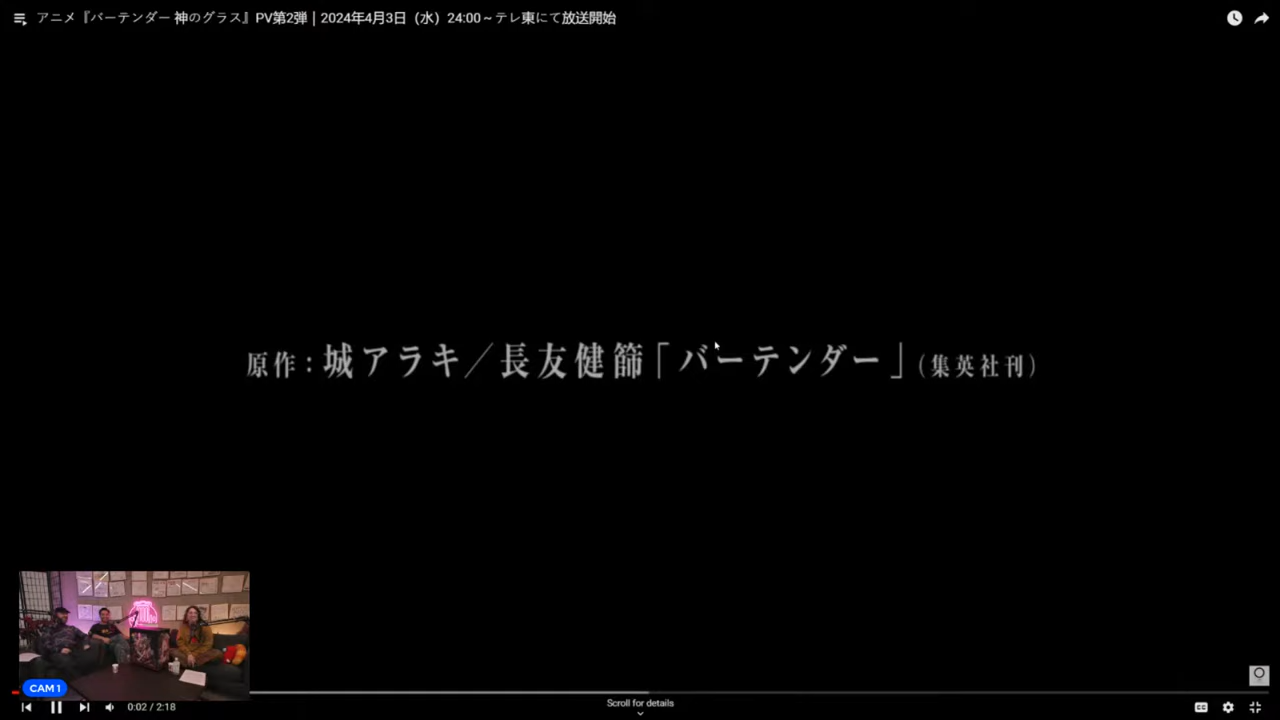 アニメ『バーテンダー 神のグラス』PV第2弾｜2024年4月3日（水）24:00～テレ東にて放送開始
原作：城アラキ／長友健篩「バーテンダー」（集英社刊）
CAM 1
0:02 / 2:18
Scroll for details
CC